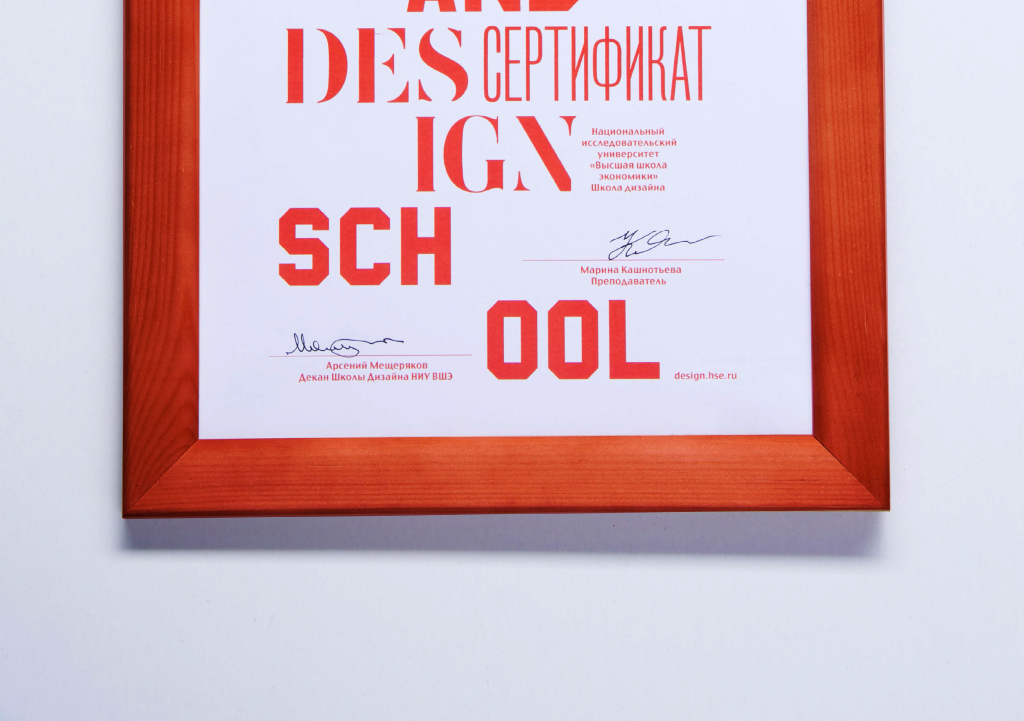 AND
DES СЕРТИФИКАТ
IGN
Национальный
исследовательский
университет
«Высшая школа
экономики»
Школа дизайна
SCH
Марина Кашнотьева
Преподаватель
OOL
Арсений Мещеряков
Декан Школы Дизайна НИУ ВШЭ
design.hse.ru